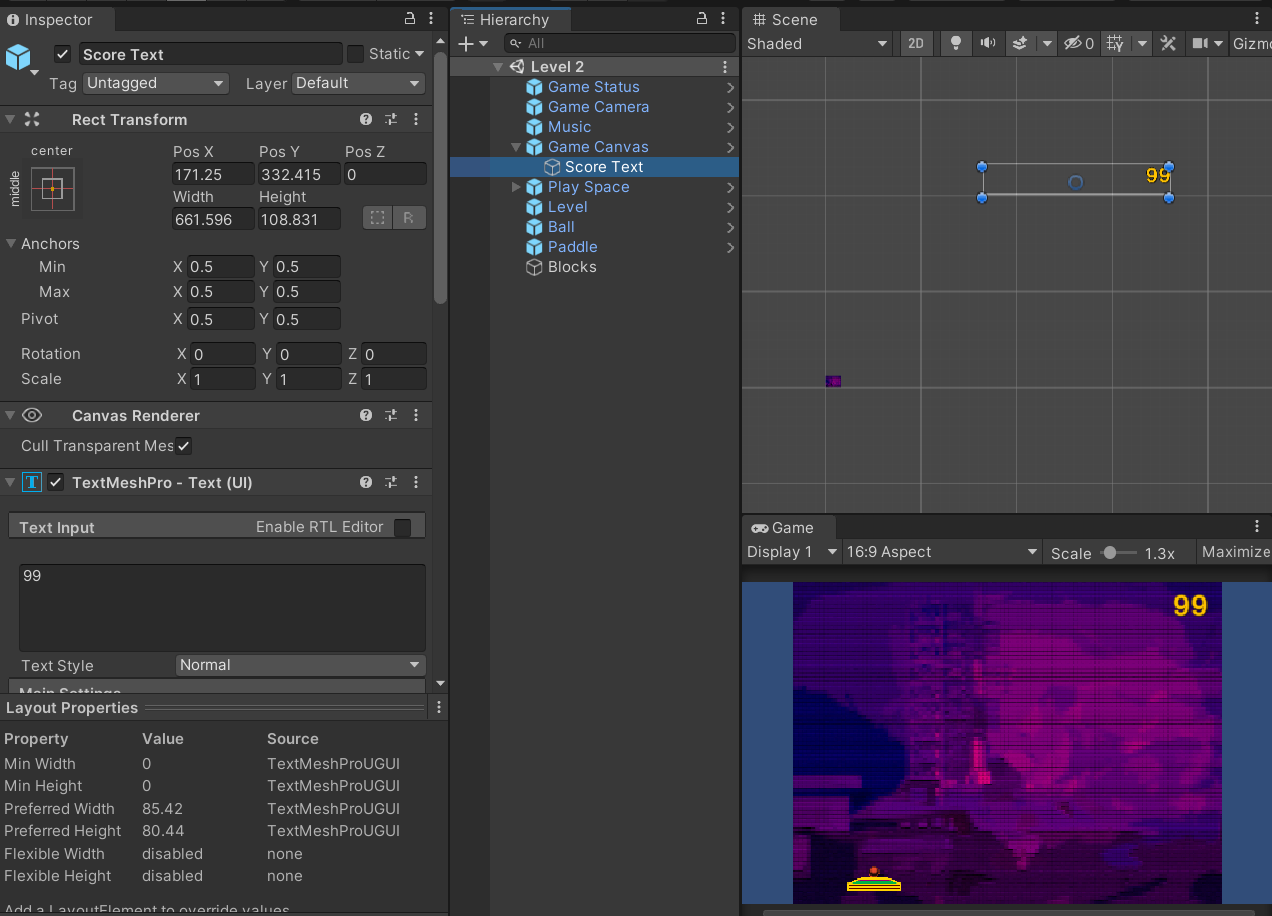 Inspector
Score Text
Static
Tag Untagged Layer Default
Rect Transform
center
middle
Pos X Pos Y Pos Z
171.25 332.415 0
Width Height
661.596 108.831 R
Anchors
Min X 0.5 Y 0.5
Max X 0.5 Y 0.5
Pivot X 0.5 Y 0.5
Rotation X 0 Y 0 Z 0
Scale X 1 Y 1 Z 1
Canvas Renderer
Cull Transparent Mes
TextMeshPro - Text (UI)
Text Input Enable RTL Editor
99
Text Style Normal
Main Settings
Layout Properties
Property Value Source
Min Width 0 TextMeshProUGUI
Min Height 0 TextMeshProUGUI
Preferred Width 85.42 TextMeshProUGUI
Preferred Height 80.44 TextMeshProUGUI
Flexible Width disabled none
Flexible Height disabled none
Add a LayoutElement to override values
Hierarchy
All
Level 2
Game Status
Game Camera
Music
Game Canvas
Score Text
Play Space
Level
Ball
Paddle
Blocks
Scene
Shaded 2D 0 Gizmo
99
Game
Display 1 16:9 Aspect Scale 1.3x Maximize
99